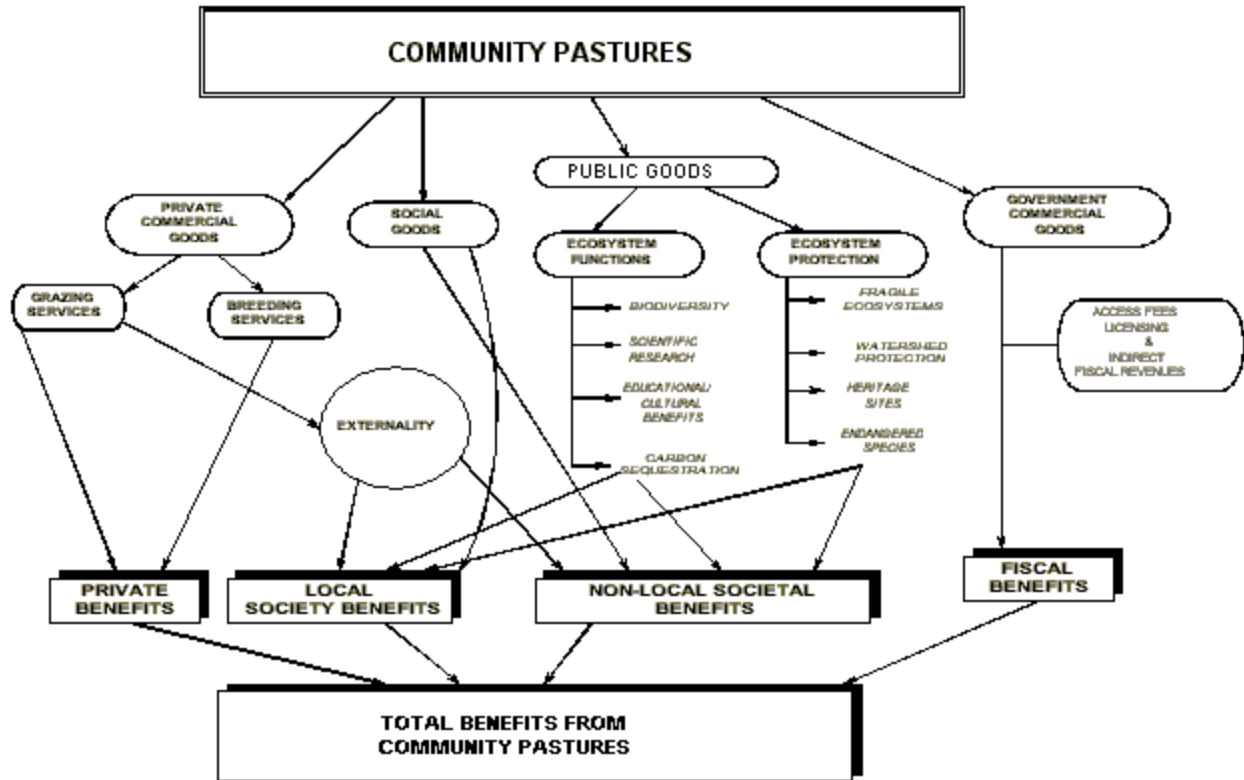 COMMUNITY PASTURES
PUBLIC GOODS
PRIVATE
COMMERCIAL
GOODS
SOCIAL
GOODS
GOVERNMENT
COMMERCIAL
GOODS
ECOSYSTEM
FUNCTIONS
ECOSYSTEM
PROTECTION
GRAZING
SERVICES
BREEDING
SERVICES
BIODIVERSITY
SCIENTIFIC
RESEARCH
EDUCATIONAL/
CULTURAL
BENEFITS
CARBON
SEQUESTRATION
FRAGILE
ECOSYSTEMS
WATERSHED
PROTECTION
HERITAGE
SITES
ENDANGERED
SPECIES
ACCESS FEES
LICENSING
&
INDIRECT
FISCAL REVENUES
EXTERNALITY
PRIVATE
BENEFITS
LOCAL
SOCIETY BENEFITS
NON-LOCAL SOCIETAL
BENEFITS
FISCAL
BENEFITS
TOTAL BENEFITS FROM
COMMUNITY PASTURES